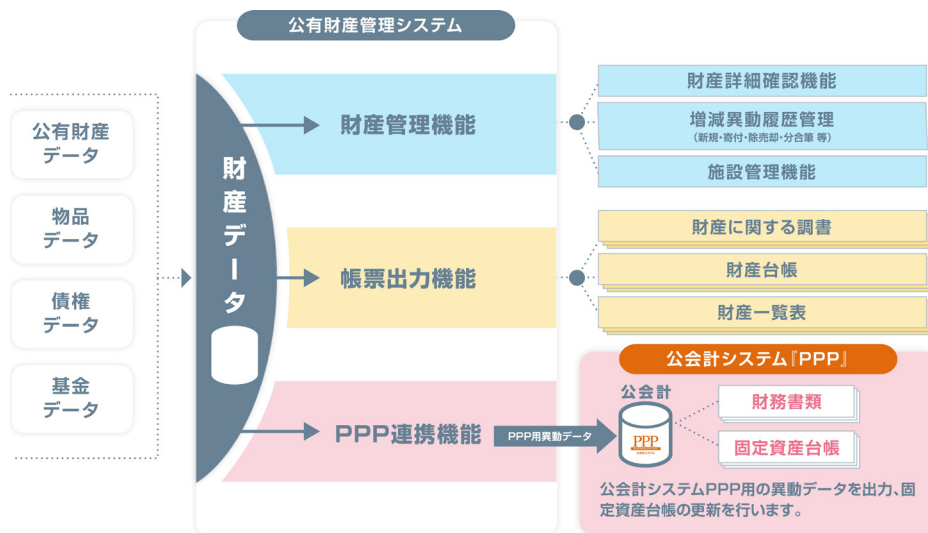 公有財産管理システム
公有財産
データ
物品
データ
債権
データ
基金
データ
財産データ
財産管理機能
財産詳細確認機能
増減異動履歴管理
(新規・寄付・除売却・分合筆 等)
施設管理機能
帳票出力機能
財産に関する調書
財産台帳
財産一覧表
PPP連携機能
PPP用異動データ
公会計システム『PPP』
公会計
PPP
財務書類
固定資産台帳
公会計システムPPP用の異動データを出力、固
定資産台帳の更新を行います。